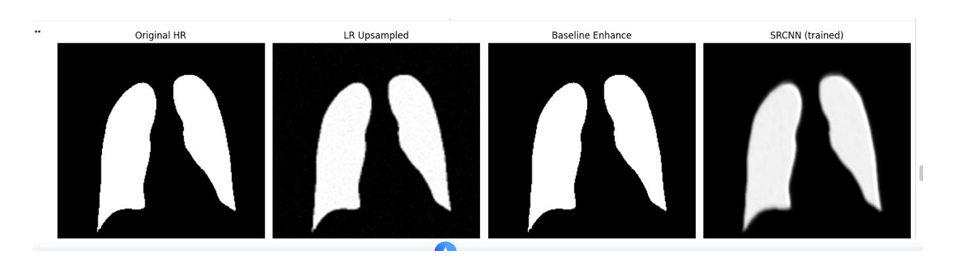 Original HR
LR Upsampled
Baseline Enhance
SRCNN (trained)